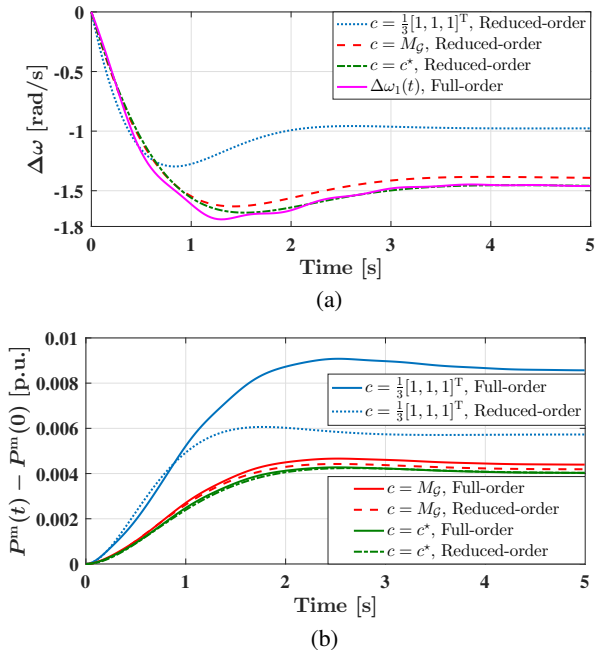 0
-0.5
-1
-1.5
-1.8
Δω [rad/s]
c = 1/3[1, 1, 1]ᵀ, Reduced-order
c = M_𝒢, Reduced-order
c = c⋆, Reduced-order
Δω₁(t), Full-order
0 1 2 3 4 5
Time [s]
(a)
0.01
0.008
0.006
0.004
0.002
0
Pᵐ(t) − Pᵐ(0) [p.u.]
c = 1/3[1, 1, 1]ᵀ, Full-order
c = 1/3[1, 1, 1]ᵀ, Reduced-order
c = M_𝒢, Full-order
c = M_𝒢, Reduced-order
c = c⋆, Full-order
c = c⋆, Reduced-order
0 1 2 3 4 5
Time [s]
(b)